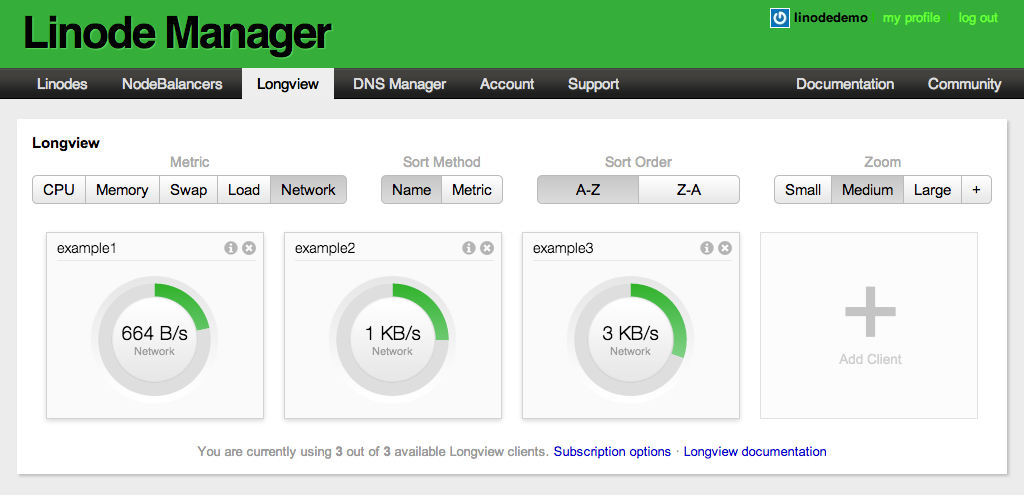 Linode Manager
linodedemo my profile log out
Linodes NodeBalancers Longview DNS Manager Account Support Documentation Community
Longview
Metric Sort Method Sort Order Zoom
CPU Memory Swap Load Network Name Metric A-Z Z-A Small Medium Large +
example1 example2 example3
664 B/s 1 KB/s 3 KB/s
Network Network Network
Add Client
You are currently using 3 out of 3 available Longview clients. Subscription options · Longview documentation